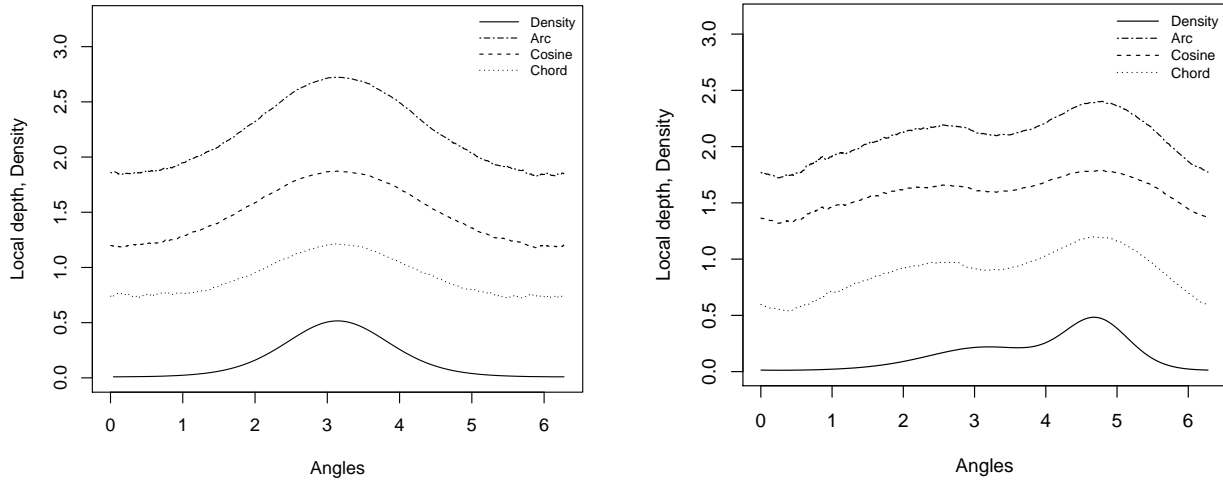 Density
Arc
Cosine
Chord
Local depth, Density
0.0 0.5 1.0 1.5 2.0 2.5 3.0
0 1 2 3 4 5 6
Angles
Density
Arc
Cosine
Chord
Local depth, Density
0.0 0.5 1.0 1.5 2.0 2.5 3.0
0 1 2 3 4 5 6
Angles